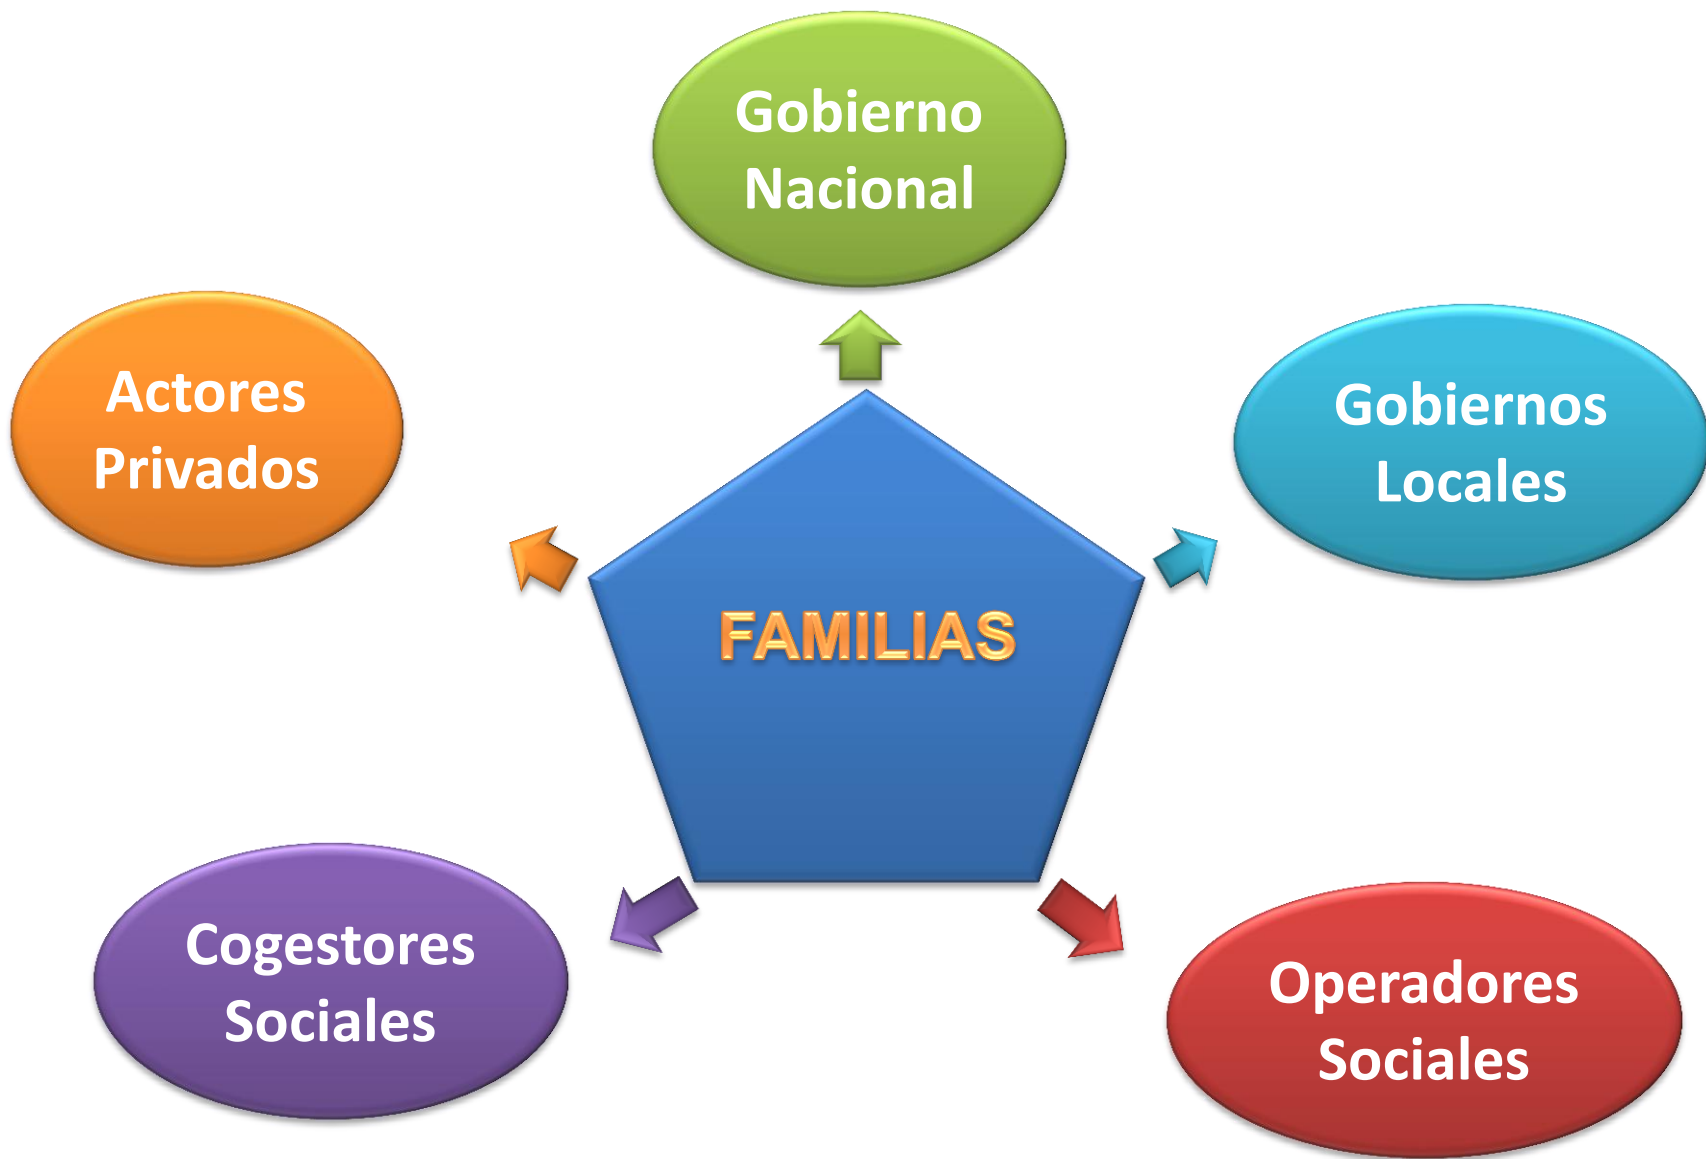 Gobierno
Nacional
Actores
Privados
Gobiernos
Locales
FAMILIAS
Cogestores
Sociales
Operadores
Sociales